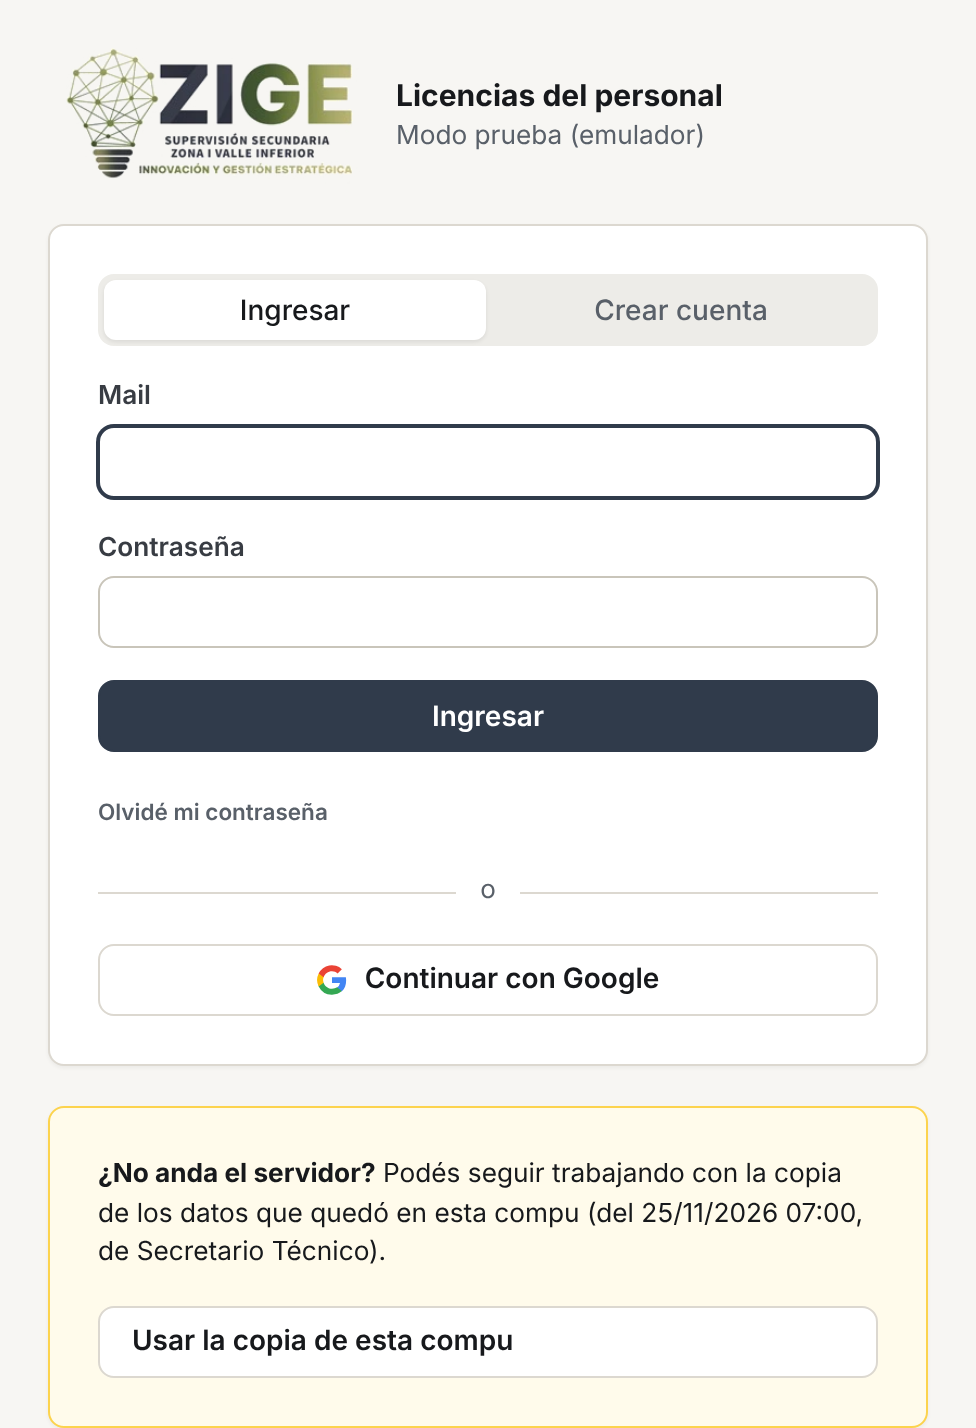 ZIGE
SUPERVISIÓN SECUNDARIA
ZONA I VALLE INFERIOR
INNOVACIÓN Y GESTIÓN ESTRATÉGICA
Licencias del personal
Modo prueba (emulador)
Ingresar
Crear cuenta
Mail
Contraseña
Ingresar
Olvidé mi contraseña
o
Continuar con Google
¿No anda el servidor? Podés seguir trabajando con la copia
de los datos que quedó en esta compu (del 25/11/2026 07:00,
de Secretario Técnico).
Usar la copia de esta compu